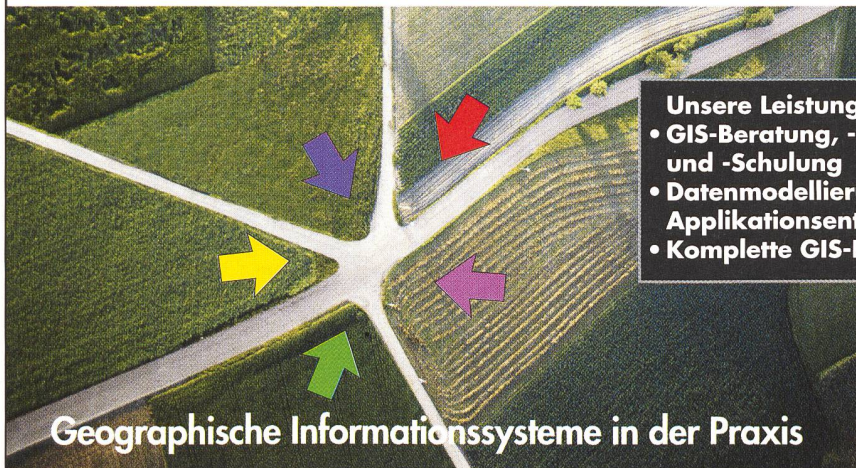 Unsere Leistung
• GIS-Beratung, -
und -Schulung
• Datenmodellier
Applikationsent
• Komplette GIS-
Geographische Informationssysteme in der Praxis